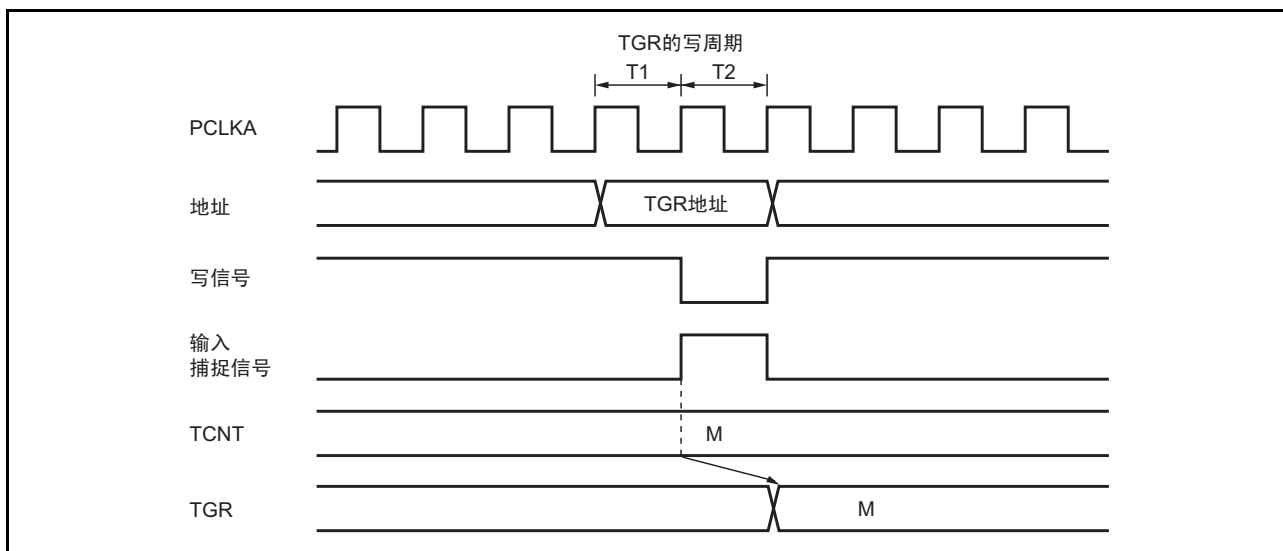 TGR的写周期
T1 T2
PCLKA
地址 TGR地址
写信号
输入
捕捉信号
TCNT M
TGR M